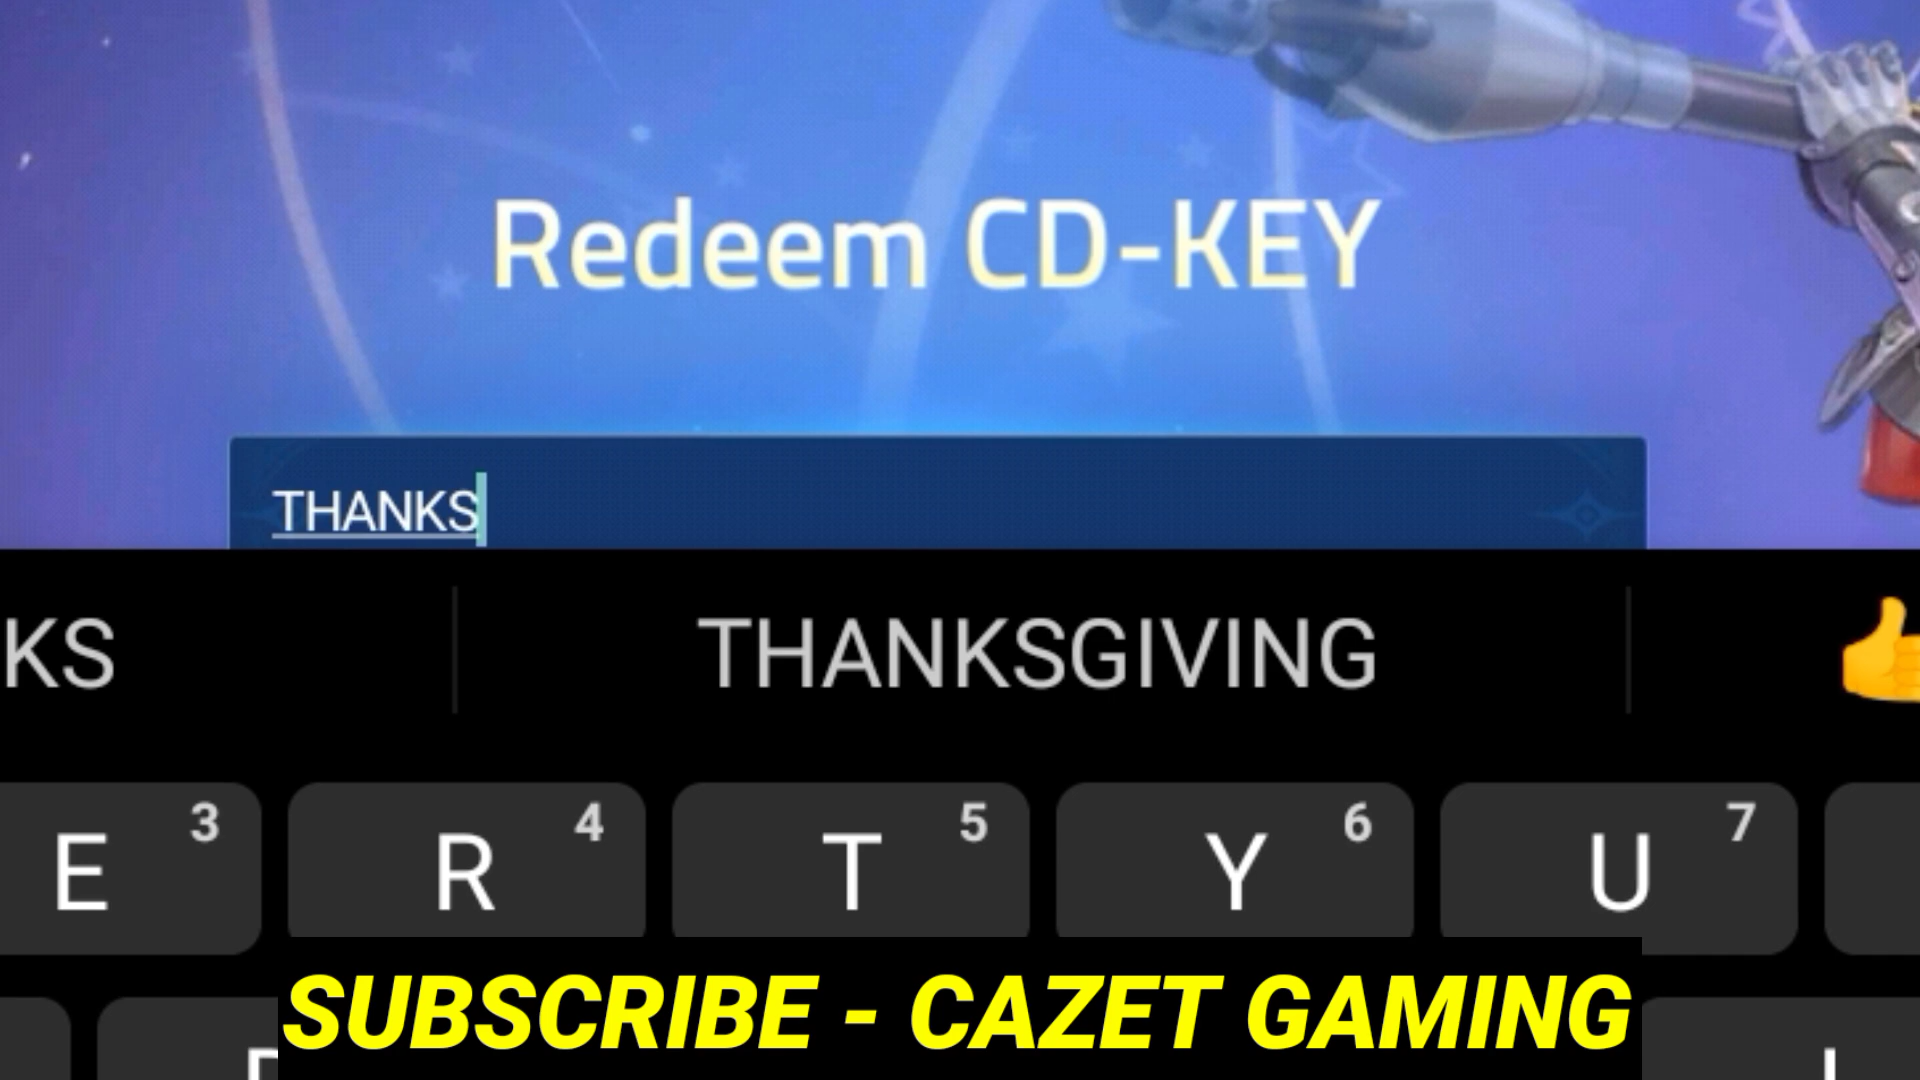 Redeem CD-KEY
THANKS
KS THANKSGIVING 👍
E 3 R 4 T 5 Y 6 U 7
SUBSCRIBE - CAZET GAMING